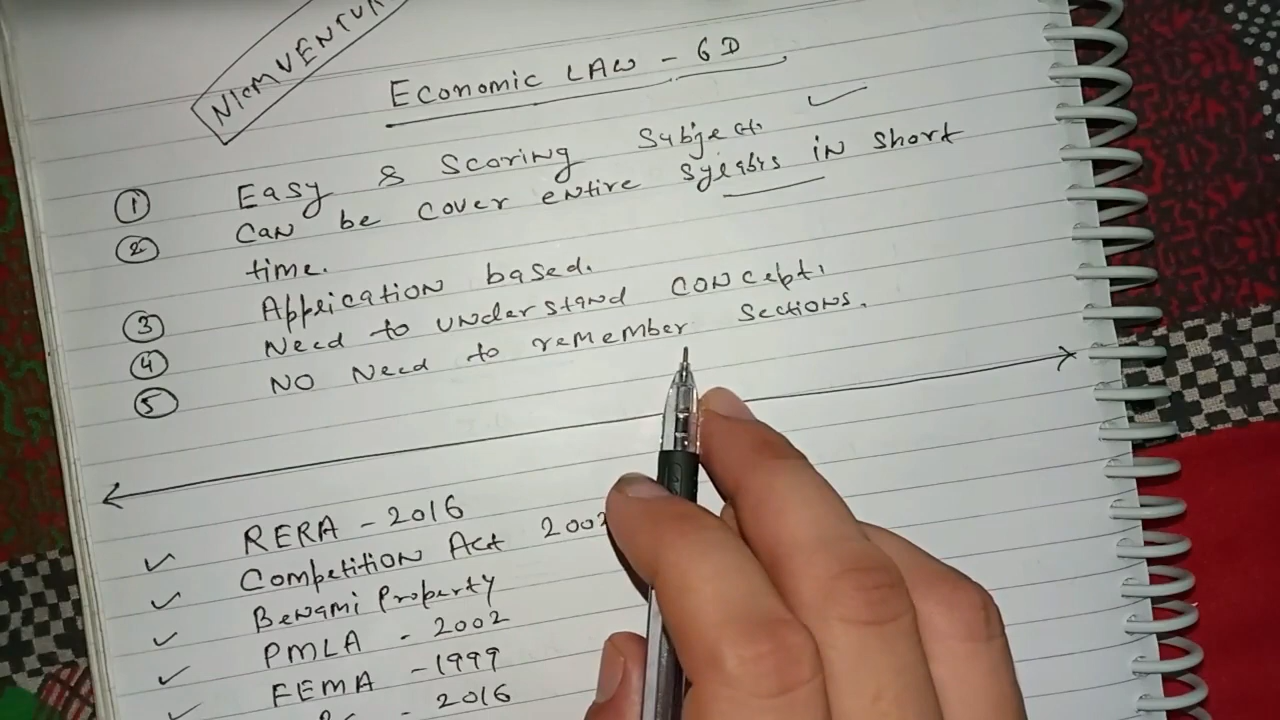 Economic LAW - 6D
① Easy & Scoring Subject.
② Can be cover entire syllabus in short
time.
③ Application based.
④ Need to understand concept.
⑤ NO Need to remember sections.
RERA - 2016
Competition Act 2002
Benami Property
PMLA - 2002
FEMA - 1999
- 2016